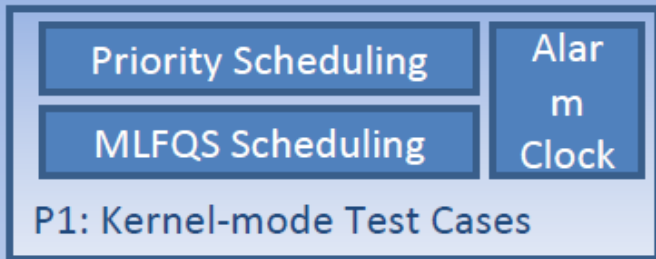 Priority Scheduling
MLFQS Scheduling
Alar
m
Clock
P1: Kernel-mode Test Cases